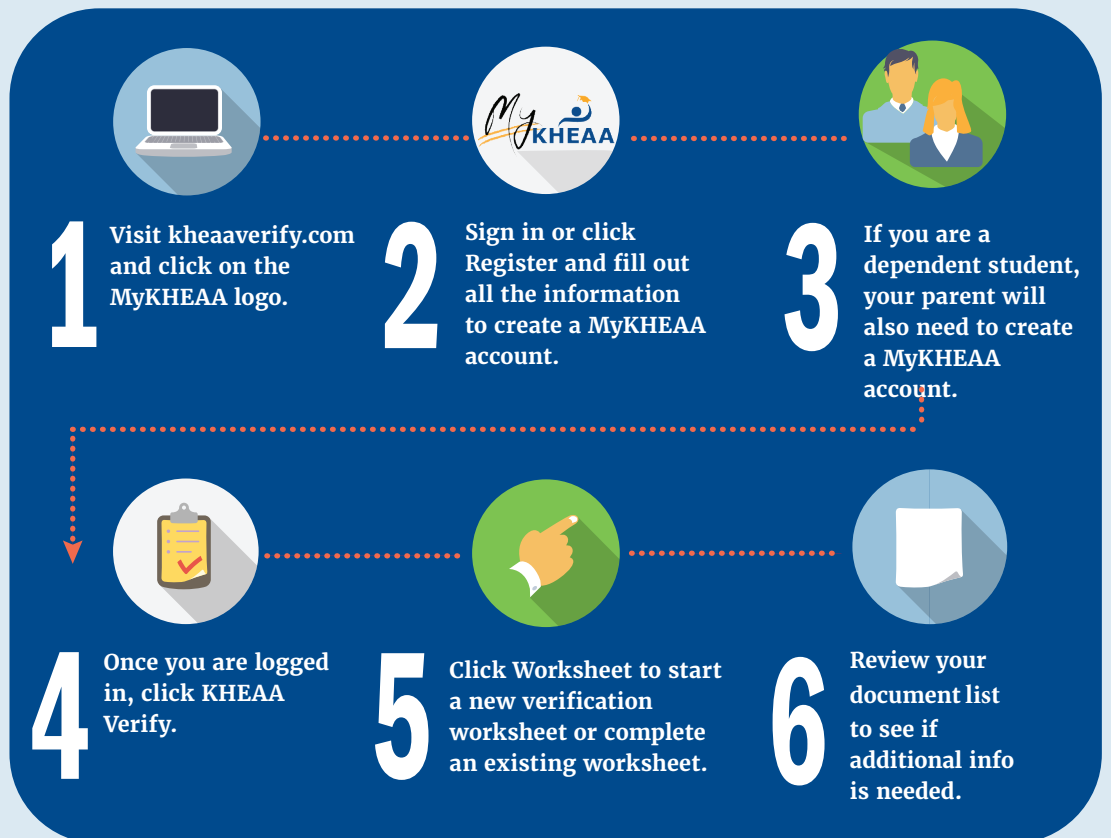 My KHEAA
1
Visit kheaaverify.com
and click on the
MyKHEAA logo.
2
Sign in or click
Register and fill out
all the information
to create a MyKHEAA
account.
3
If you are a
dependent student,
your parent will
also need to create
a MyKHEAA
account.
4
Once you are logged
in, click KHEAA
Verify.
5
Click Worksheet to start
a new verification
worksheet or complete
an existing worksheet.
6
Review your
document list
to see if
additional info
is needed.